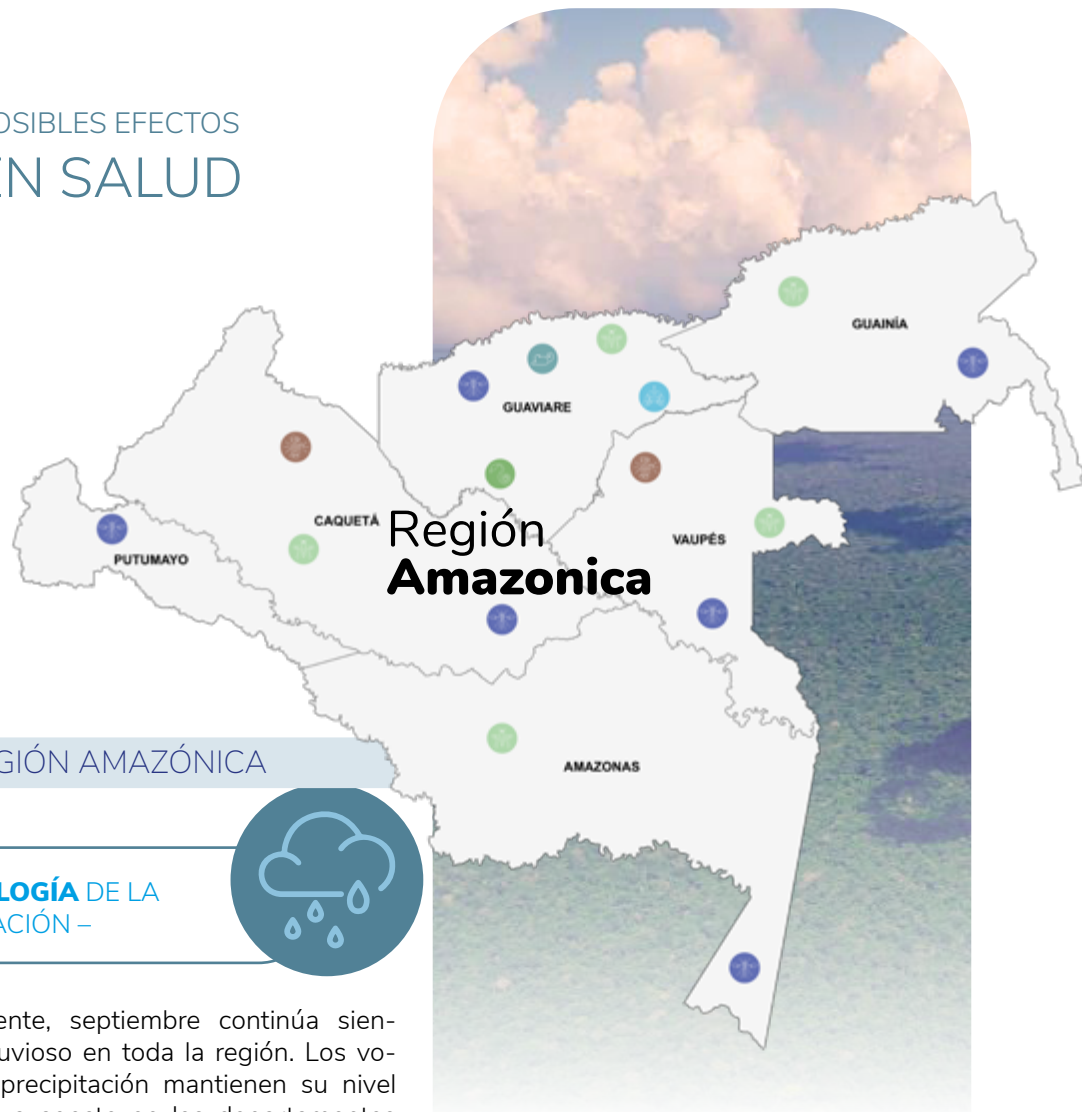 OSIBLES EFECTOS
EN SALUD
GUAINÍA
GUAVIARE
CAQUETÁ
Región
Amazonica
VAUPÉS
PUTUMAYO
AMAZONAS
GIÓN AMAZÓNICA
LOGÍA DE LA
ACIÓN –
ente, septiembre continúa sien-
uvioso en toda la región. Los vo-
precipitación mantienen su nivel